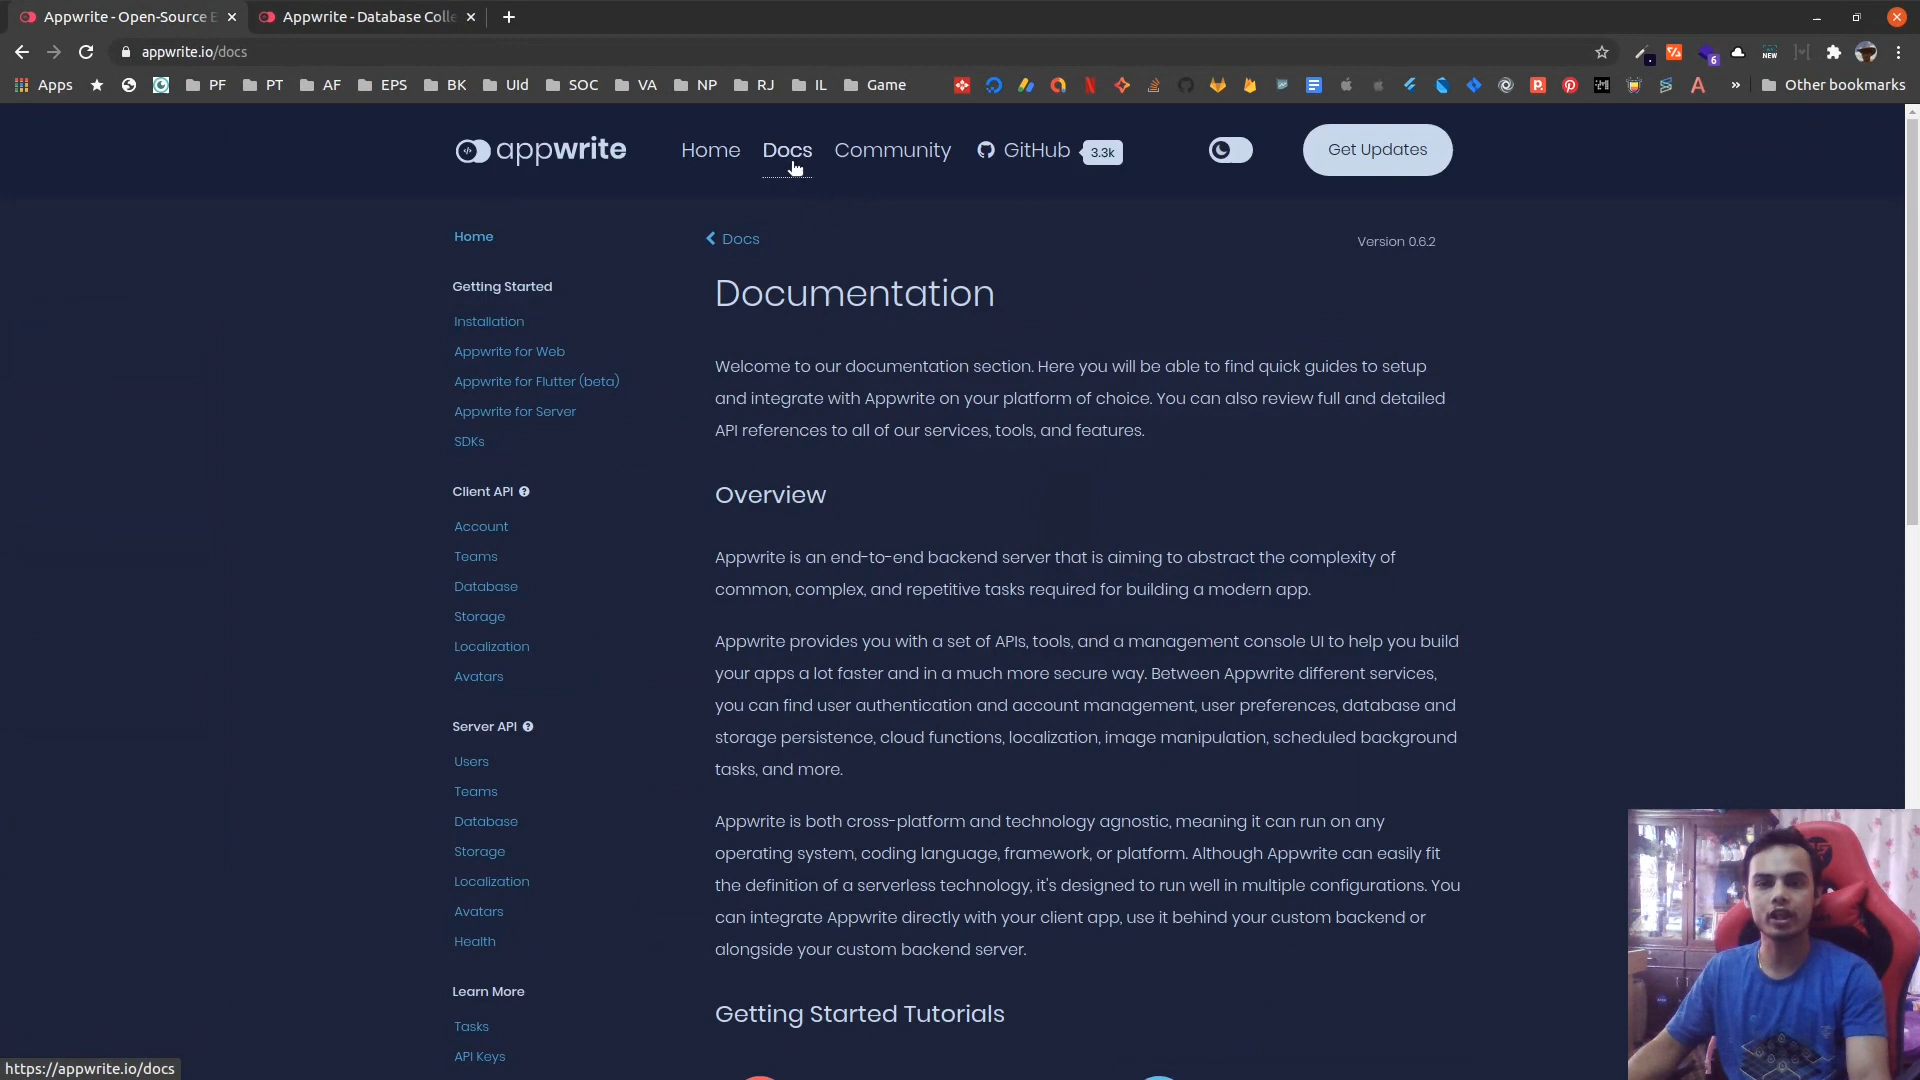 Appwrite - Open-Source E
Appwrite - Database Colle
appwrite.io/docs
6
NEW
Apps
PF
PT
AF
EPS
BK
UId
SOC
VA
NP
RJ
IL
Game
Other bookmarks
appwrite
Home
Docs
Community
GitHub
3.3k
Get Updates
Home
Getting Started
Installation
Appwrite for Web
Appwrite for Flutter (beta)
Appwrite for Server
SDKs
Client API
Account
Teams
Database
Storage
Localization
Avatars
Server API
Users
Teams
Database
Storage
Localization
Avatars
Health
Learn More
Tasks
API Keys
Docs
Version 0.6.2
Documentation
Welcome to our documentation section. Here you will be able to find quick guides to setup
and integrate with Appwrite on your platform of choice. You can also review full and detailed
API references to all of our services, tools, and features.
Overview
Appwrite is an end-to-end backend server that is aiming to abstract the complexity of
common, complex, and repetitive tasks required for building a modern app.
Appwrite provides you with a set of APIs, tools, and a management console UI to help you build
your apps a lot faster and in a much more secure way. Between Appwrite different services,
you can find user authentication and account management, user preferences, database and
storage persistence, cloud functions, localization, image manipulation, scheduled background
tasks, and more.
Appwrite is both cross-platform and technology agnostic, meaning it can run on any
operating system, coding language, framework, or platform. Although Appwrite can easily fit
the definition of a serverless technology, it's designed to run well in multiple configurations. You
can integrate Appwrite directly with your client app, use it behind your custom backend or
alongside your custom backend server.
Getting Started Tutorials
https://appwrite.io/docs